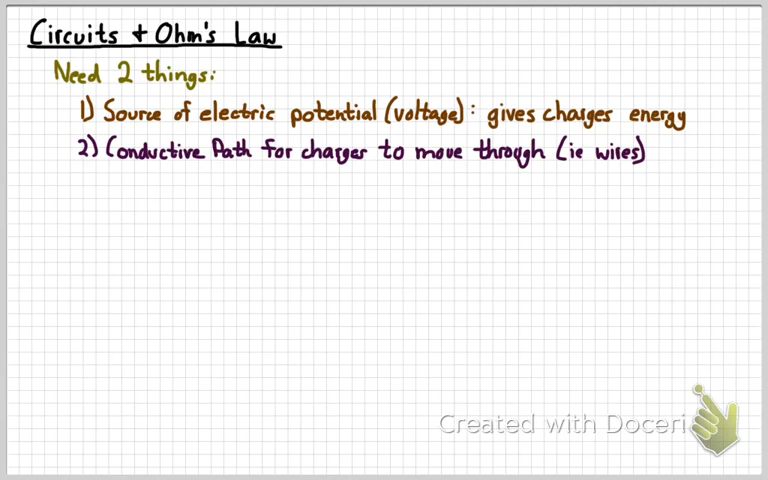 Circuits + Ohm's Law
Need 2 things:
1) Source of electric potential (voltage): gives charges energy
2) Conductive Path for charges to move through (ie wires)
Created with Doceri